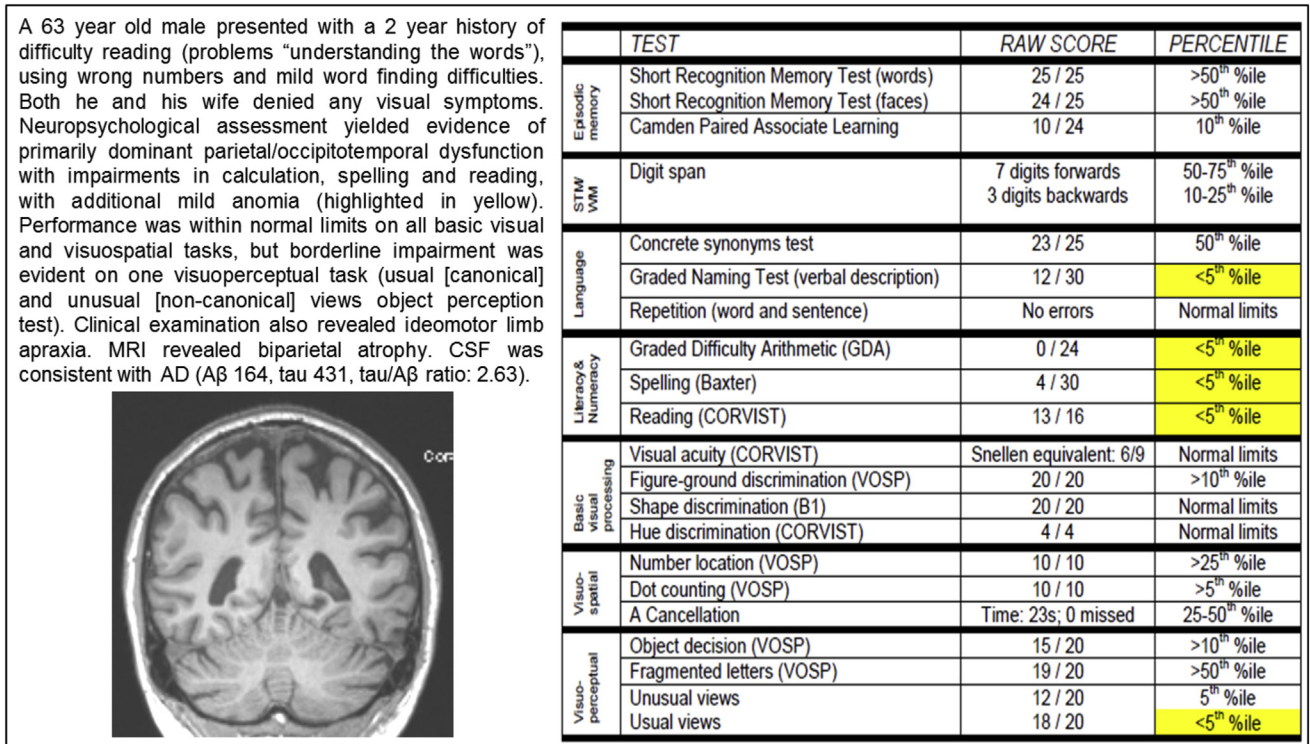 A 63 year old male presented with a 2 year history of
difficulty reading (problems “understanding the words”),
using wrong numbers and mild word finding difficulties.
Both he and his wife denied any visual symptoms.
Neuropsychological assessment yielded evidence of
primarily dominant parietal/occipitotemporal dysfunction
with impairments in calculation, spelling and reading,
with additional mild anomia (highlighted in yellow).
Performance was within normal limits on all basic visual
and visuospatial tasks, but borderline impairment was
evident on one visuoperceptual task (usual [canonical]
and unusual [non-canonical] views object perception
test). Clinical examination also revealed ideomotor limb
apraxia. MRI revealed biparietal atrophy. CSF was
consistent with AD (Aβ 164, tau 431, tau/Aβ ratio: 2.63).
Cor
TEST RAW SCORE PERCENTILE
Episodic
memory
Short Recognition Memory Test (words) 25 / 25 >50th %ile
Short Recognition Memory Test (faces) 24 / 25 >50th %ile
Camden Paired Associate Learning 10 / 24 10th %ile
STM/
WM
Digit span 7 digits forwards 50-75th %ile
3 digits backwards 10-25th %ile
Language
Concrete synonyms test 23 / 25 50th %ile
Graded Naming Test (verbal description) 12 / 30 <5th %ile
Repetition (word and sentence) No errors Normal limits
Literacy &
Numeracy
Graded Difficulty Arithmetic (GDA) 0 / 24 <5th %ile
Spelling (Baxter) 4 / 30 <5th %ile
Reading (CORVIST) 13 / 16 <5th %ile
Basic
visual
processing
Visual acuity (CORVIST) Snellen equivalent: 6/9 Normal limits
Figure-ground discrimination (VOSP) 20 / 20 >10th %ile
Shape discrimination (B1) 20 / 20 Normal limits
Hue discrimination (CORVIST) 4 / 4 Normal limits
Visuo-
spatial
Number location (VOSP) 10 / 10 >25th %ile
Dot counting (VOSP) 10 / 10 >5th %ile
A Cancellation Time: 23s; 0 missed 25-50th %ile
Visuo-
perceptual
Object decision (VOSP) 15 / 20 >10th %ile
Fragmented letters (VOSP) 19 / 20 >50th %ile
Unusual views 12 / 20 5th %ile
Usual views 18 / 20 <5th %ile